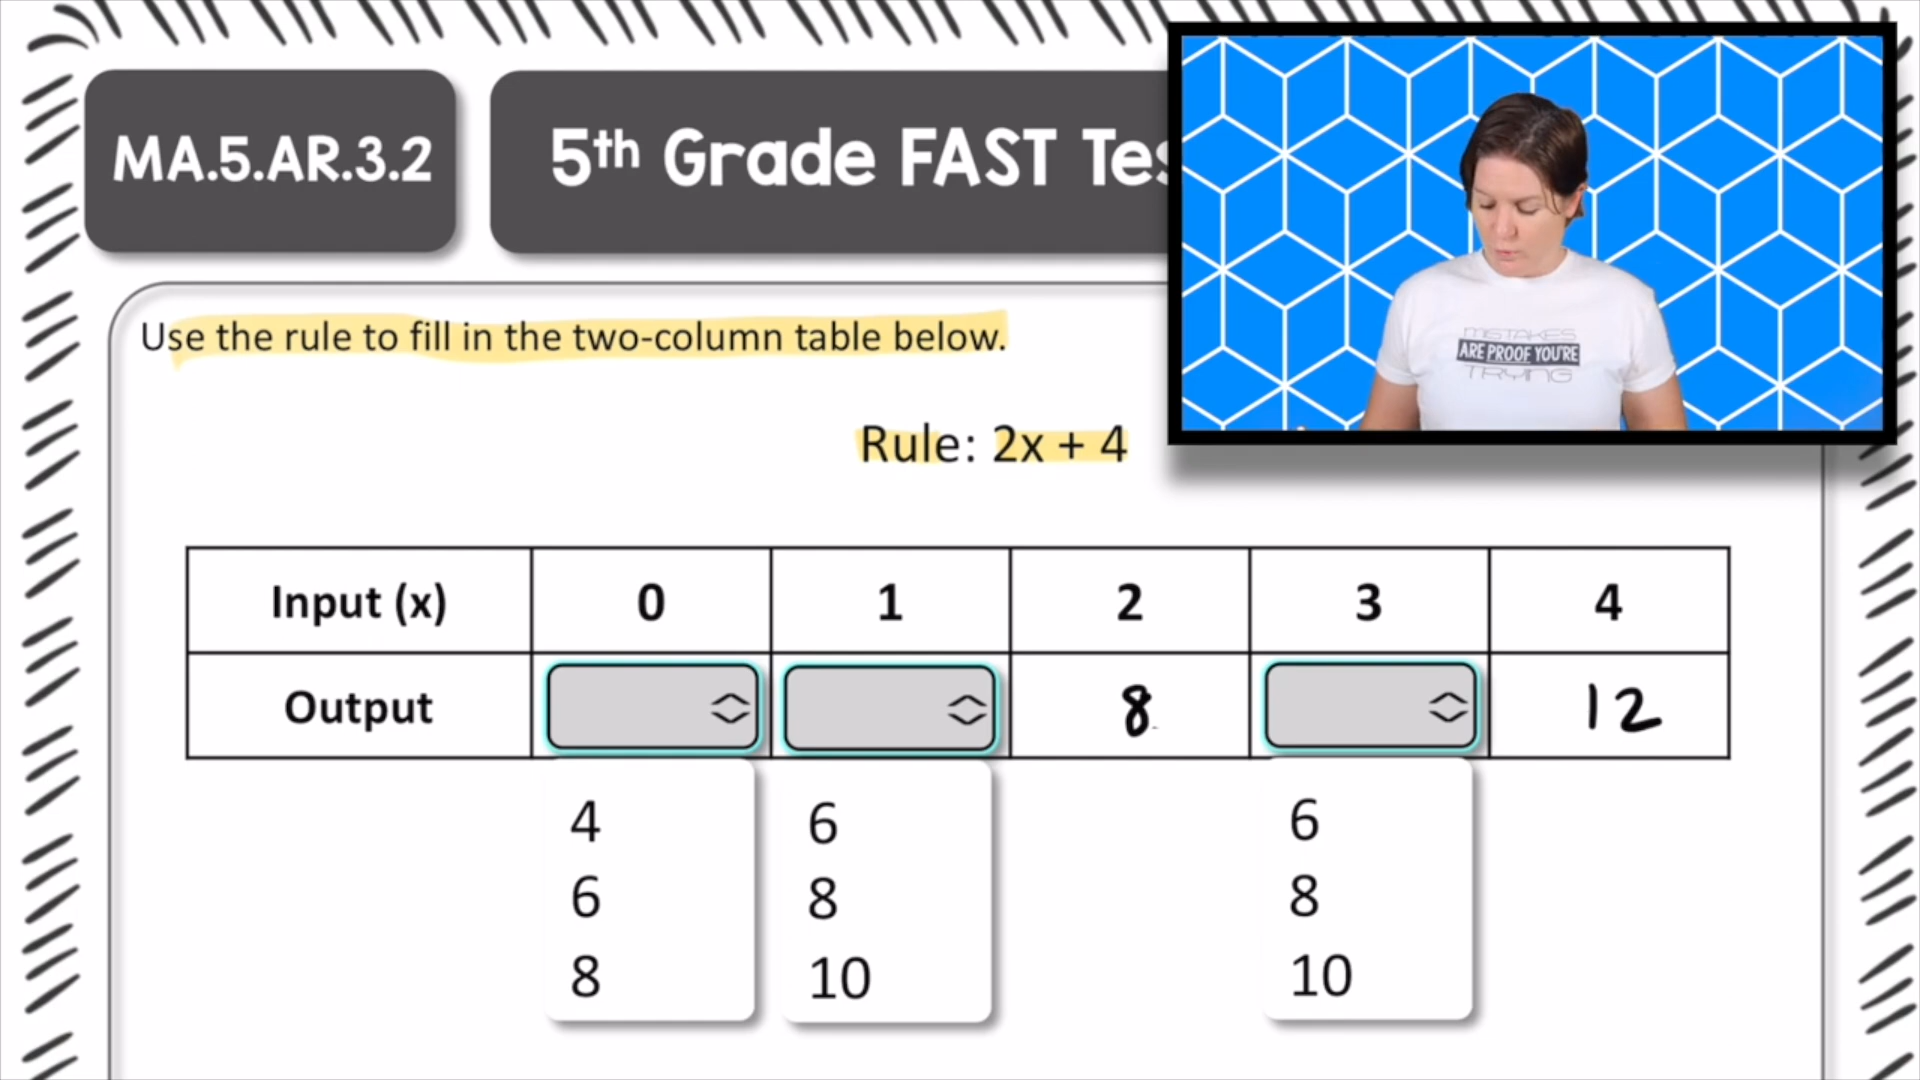 MA.5.AR.3.2
5th Grade FAST Tes
MISTAKES
ARE PROOF YOU'RE
TRYING
Use the rule to fill in the two-column table below.
Rule: 2x + 4
Input (x) 0 1 2 3 4
Output 8 12
4 6 6
6 8 8
8 10 10